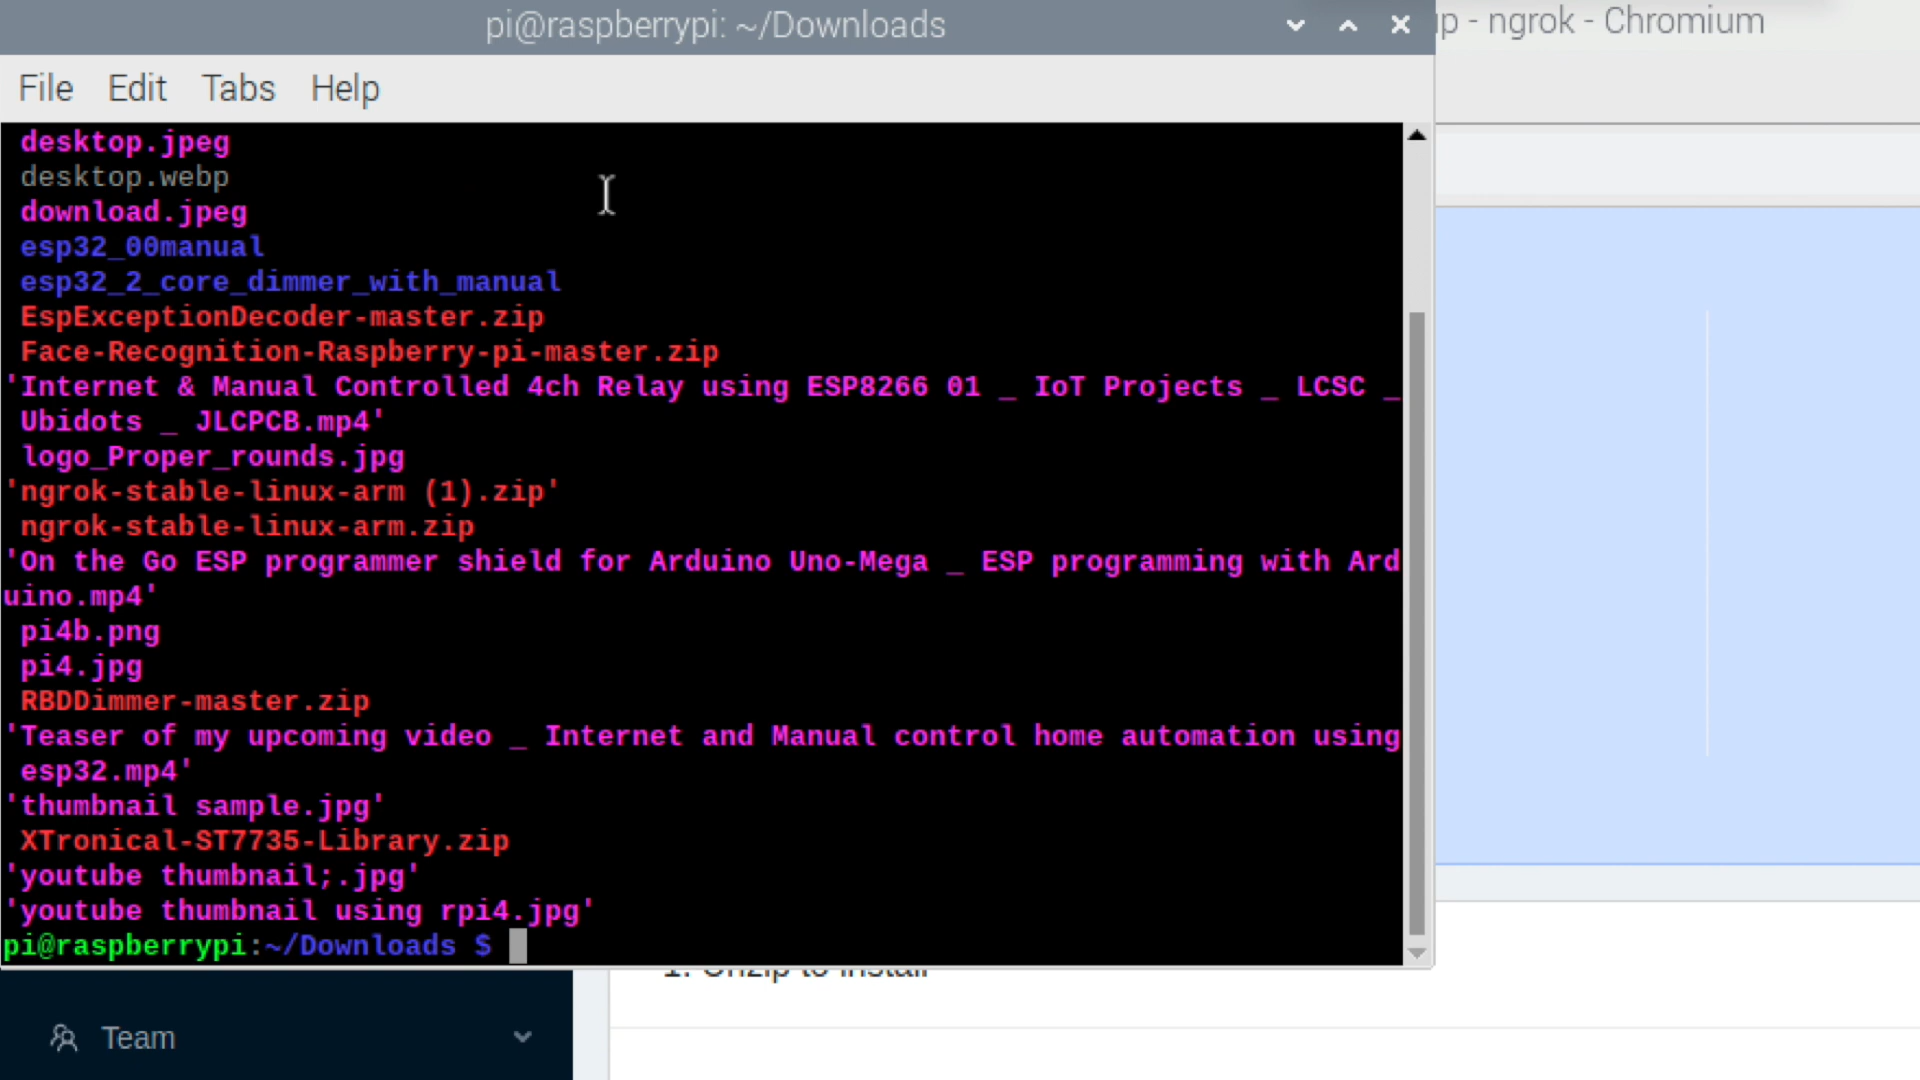 pi@raspberrypi: ~/Downloads
p - ngrok - Chromium
File Edit Tabs Help
desktop.jpeg
desktop.webp
download.jpeg
esp32_00manual
esp32_2_core_dimmer_with_manual
EspExceptionDecoder-master.zip
Face-Recognition-Raspberry-pi-master.zip
'Internet & Manual Controlled 4ch Relay using ESP8266 01 _ IoT Projects _ LCSC _
Ubidots _ JLCPCB.mp4'
logo_Proper_rounds.jpg
'ngrok-stable-linux-arm (1).zip'
ngrok-stable-linux-arm.zip
'On the Go ESP programmer shield for Arduino Uno-Mega _ ESP programming with Ard
uino.mp4'
pi4b.png
pi4.jpg
RBDDimmer-master.zip
'Teaser of my upcoming video _ Internet and Manual control home automation using
esp32.mp4'
'thumbnail sample.jpg'
XTronical-ST7735-Library.zip
'youtube thumbnail;.jpg'
'youtube thumbnail using rpi4.jpg'
pi@raspberrypi:~/Downloads $
1. Unzip to install
Team